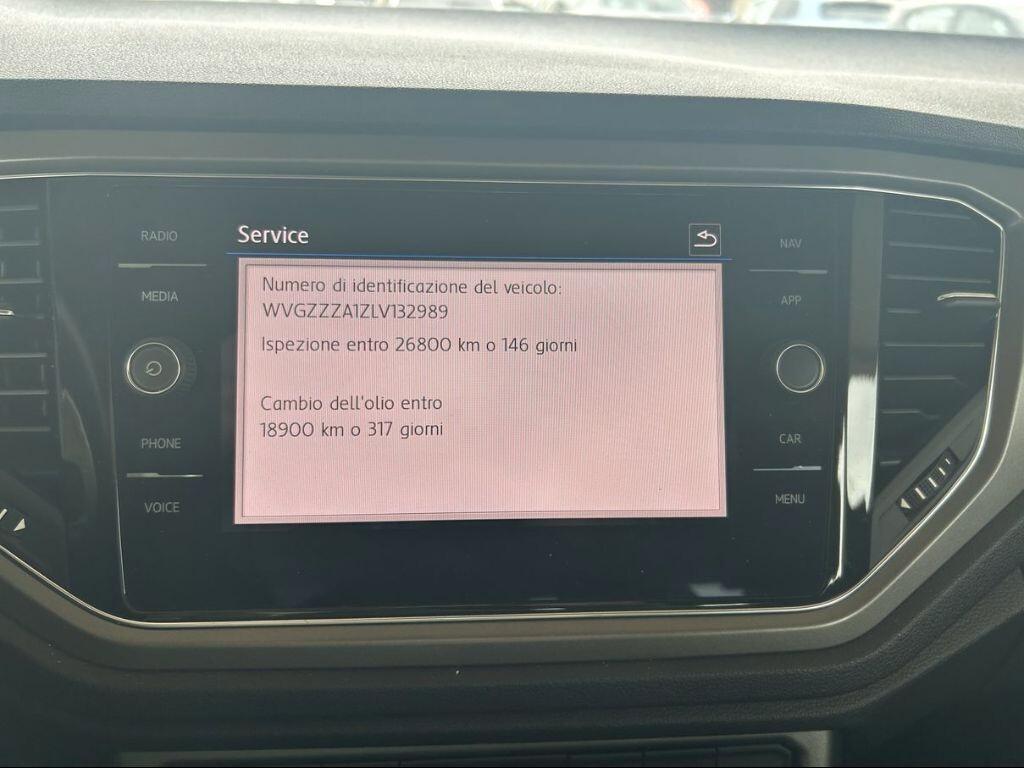 Service
RADIO
MEDIA
PHONE
VOICE
Numero di identificazione del veicolo:
WVGZZZA1ZLV132989
Ispezione entro 26800 km o 146 giorni
Cambio dell'olio entro
18900 km o 317 giorni
NAV
APP
CAR
MENU